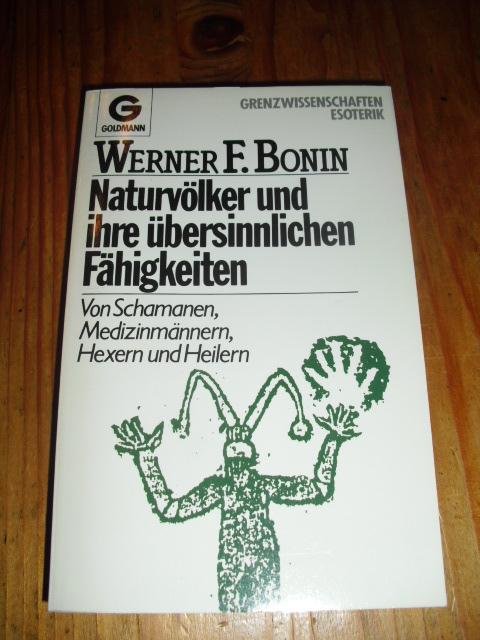 G
GOLDMANN
GRENZWISSENSCHAFTEN
ESOTERIK
WERNER F. BONIN
Naturvölker und
ihre übersinnlichen
Fähigkeiten
Von Schamanen,
Medizinmännern,
Hexern und Heilern